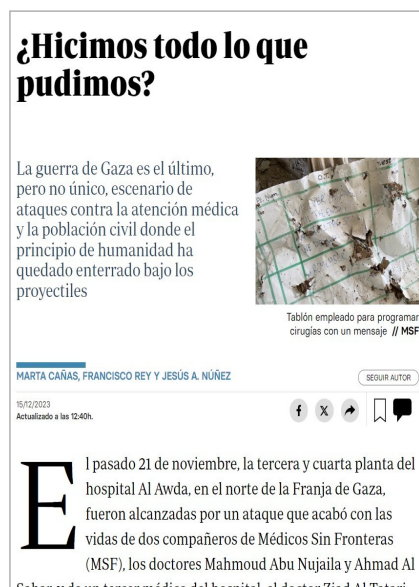 ¿Hicimos todo lo que
pudimos?
La guerra de Gaza es el último,
pero no único, escenario de
ataques contra la atención médica
y la población civil donde el
principio de humanidad ha
quedado enterrado bajo los
proyectiles
Tablón empleado para programar
cirugías con un mensaje // MSF
MARTA CAÑAS, FRANCISCO REY Y JESÚS A. NÚÑEZ
SEGUIR AUTOR
15/12/2023
Actualizado a las 12:40h.
El pasado 21 de noviembre, la tercera y cuarta planta del
hospital Al Awda, en el norte de la Franja de Gaza,
fueron alcanzadas por un ataque que acabó con las
vidas de dos compañeros de Médicos Sin Fronteras
(MSF), los doctores Mahmoud Abu Nujaila y Ahmad Al